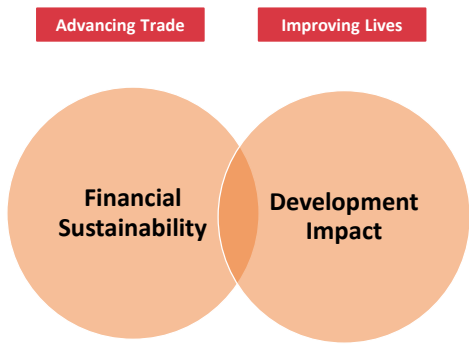 Advancing Trade
Improving Lives
Financial
Sustainability
Development
Impact